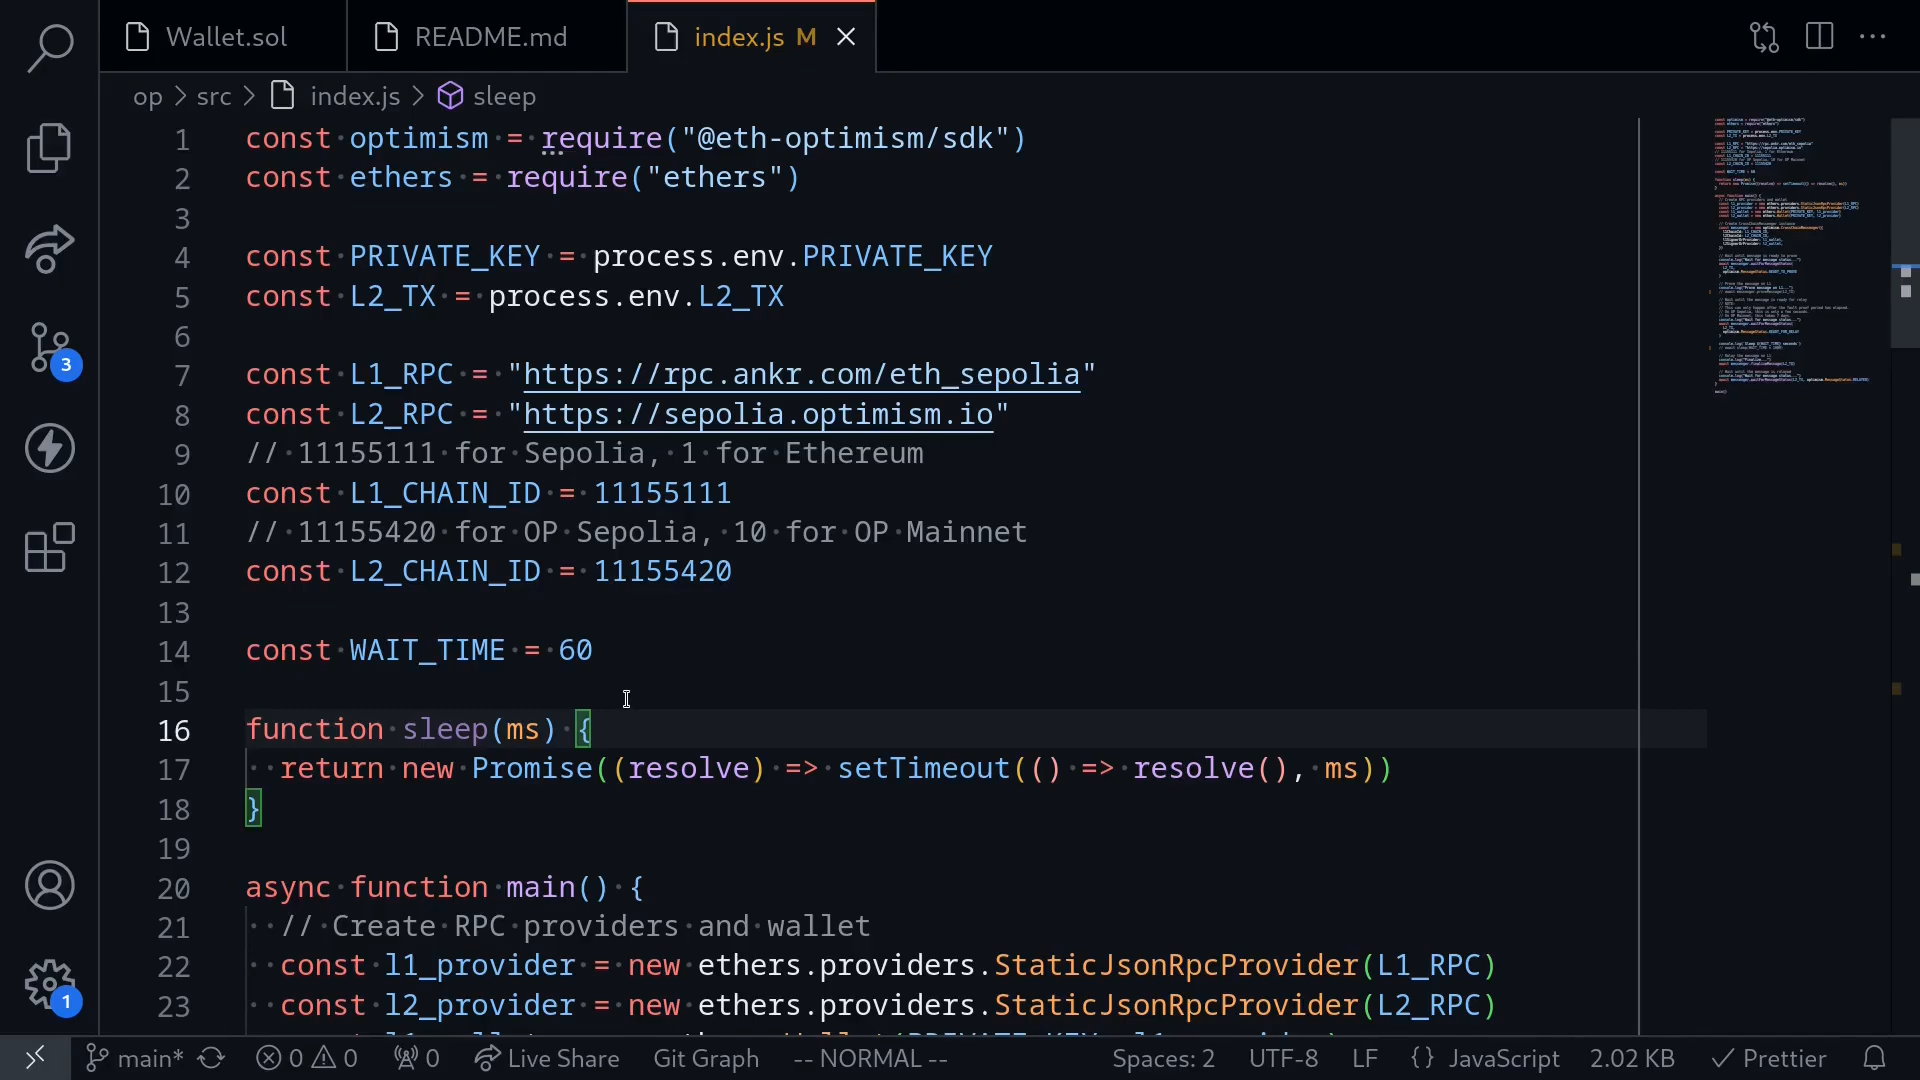 Wallet.sol
README.md
index.js M
op > src > index.js > sleep
1 const optimism = require("@eth-optimism/sdk")
2 const ethers = require("ethers")
3
4 const PRIVATE_KEY = process.env.PRIVATE_KEY
5 const L2_TX = process.env.L2_TX
6
7 const L1_RPC = "https://rpc.ankr.com/eth_sepolia"
8 const L2_RPC = "https://sepolia.optimism.io"
9 // 11155111 for Sepolia, 1 for Ethereum
10 const L1_CHAIN_ID = 11155111
11 // 11155420 for OP Sepolia, 10 for OP Mainnet
12 const L2_CHAIN_ID = 11155420
13
14 const WAIT_TIME = 60
15
16 function sleep(ms) {
17 return new Promise((resolve) => setTimeout(() => resolve(), ms))
18 }
19
20 async function main() {
21 // Create RPC providers and wallet
22 const l1_provider = new ethers.providers.StaticJsonRpcProvider(L1_RPC)
23 const l2_provider = new ethers.providers.StaticJsonRpcProvider(L2_RPC)
3
1
main* 0 0 0 Live Share Git Graph -- NORMAL -- Spaces: 2 UTF-8 LF {} JavaScript 2.02 KB Prettier